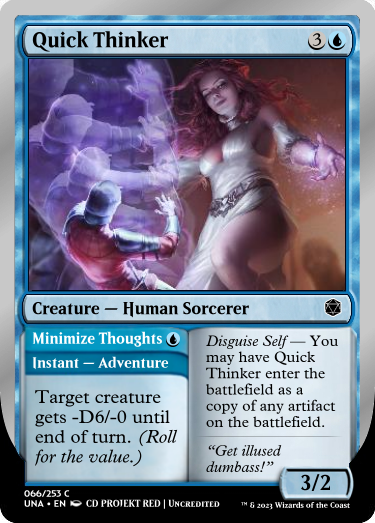 Quick Thinker 3
Creature — Human Sorcerer
Minimize Thoughts
Instant — Adventure
Target creature
gets -D6/-0 until
end of turn. (Roll
for the value.)
Disguise Self — You
may have Quick
Thinker enter the
battlefield as a
copy of any artifact
on the battlefield.
“Get illused
dumbass!”
3/2
066/253 C
UNA • EN CD PROJEKT RED | Uncredited
™ & 2023 Wizards of the Coast